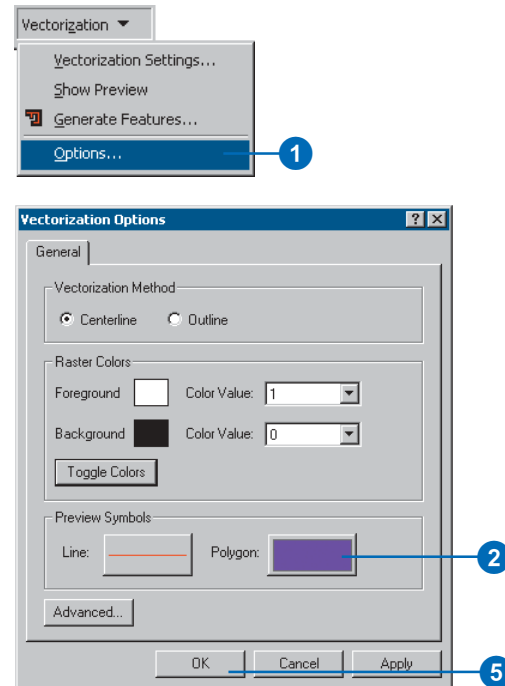 Vectorization
Vectorization Settings...
Show Preview
Generate Features...
Options...
1
Vectorization Options
General
Vectorization Method
Centerline Outline
Raster Colors
Foreground Color Value: 1
Background Color Value: 0
Toggle Colors
Preview Symbols
Line: Polygon:
2
Advanced...
OK Cancel Apply
5